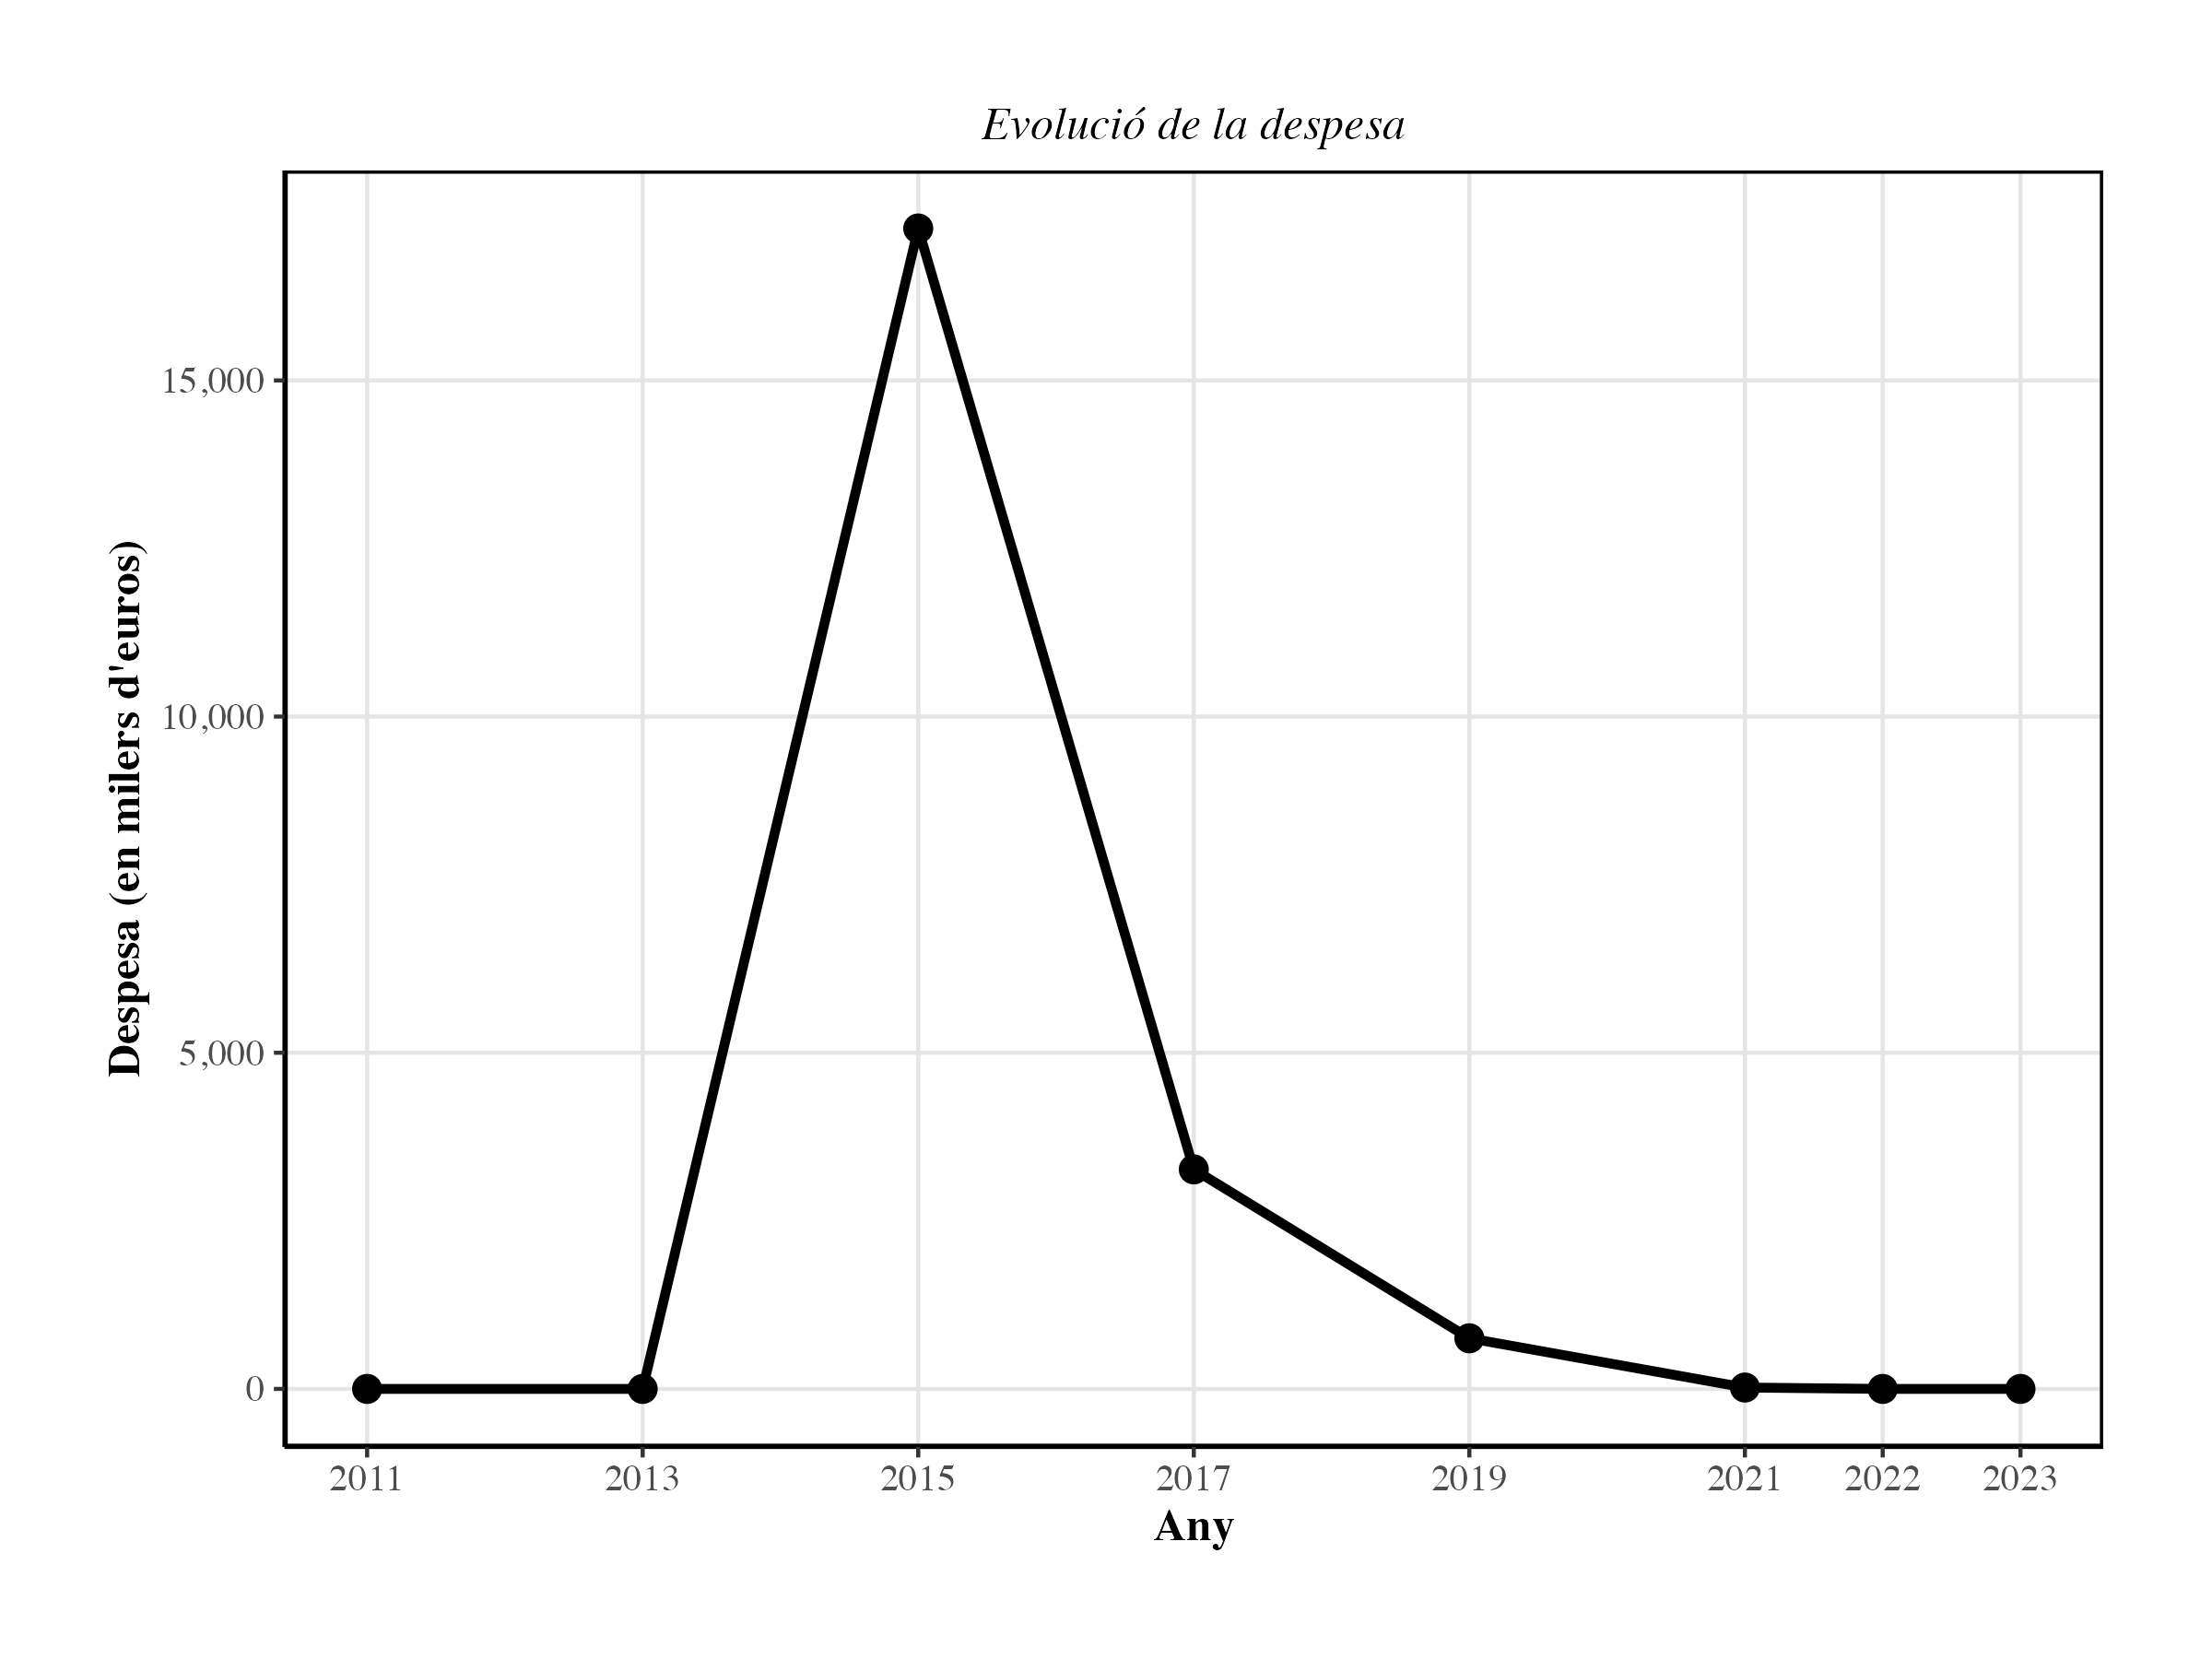 Evolució de la despesa
Despesa (en milers d'euros)
15,000
10,000
5,000
0
2011 2013 2015 2017 2019 2021 2022 2023
Any